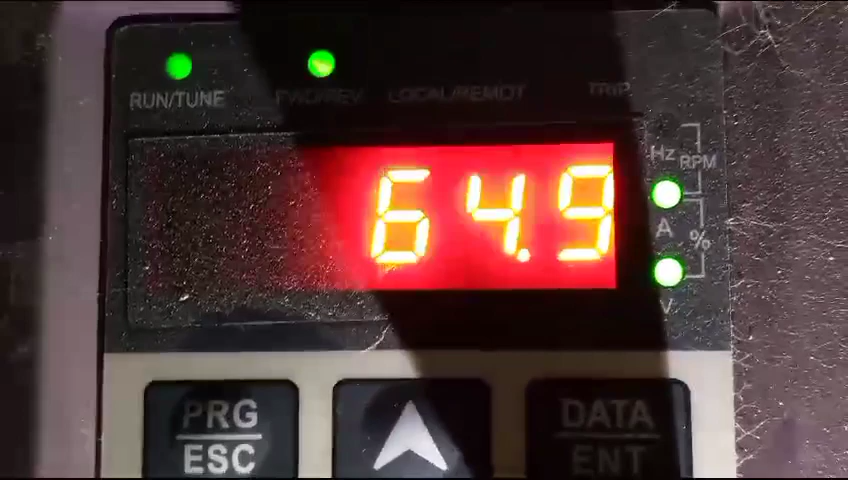 RUN/TUNE FWD/REV LOCAL/REMOT TRIP
Hz RPM
64.9
A %
V
PRG DATA
ESC ENT